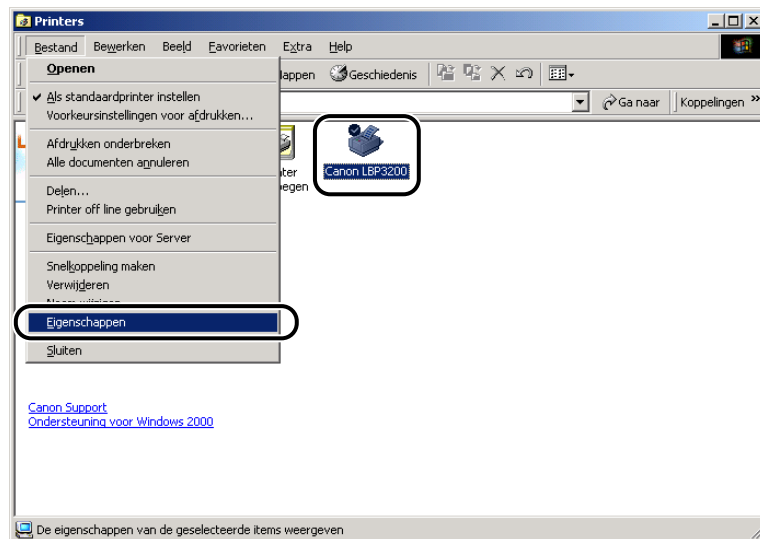 Printers
Bestand Bewerken Beeld Favorieten Extra Help
appen Geschiedenis
Ga naar Koppelingen »
Openen
Als standaardprinter instellen
Voorkeursinstellingen voor afdrukken...
Afdrukken onderbreken
Alle documenten annuleren
Delen...
Printer off line gebruiken
Eigenschappen voor Server
Snelkoppeling maken
Verwijderen
Eigenschappen
Sluiten
Canon LBP3200
Canon Support
Ondersteuning voor Windows 2000
De eigenschappen van de geselecteerde items weergeven